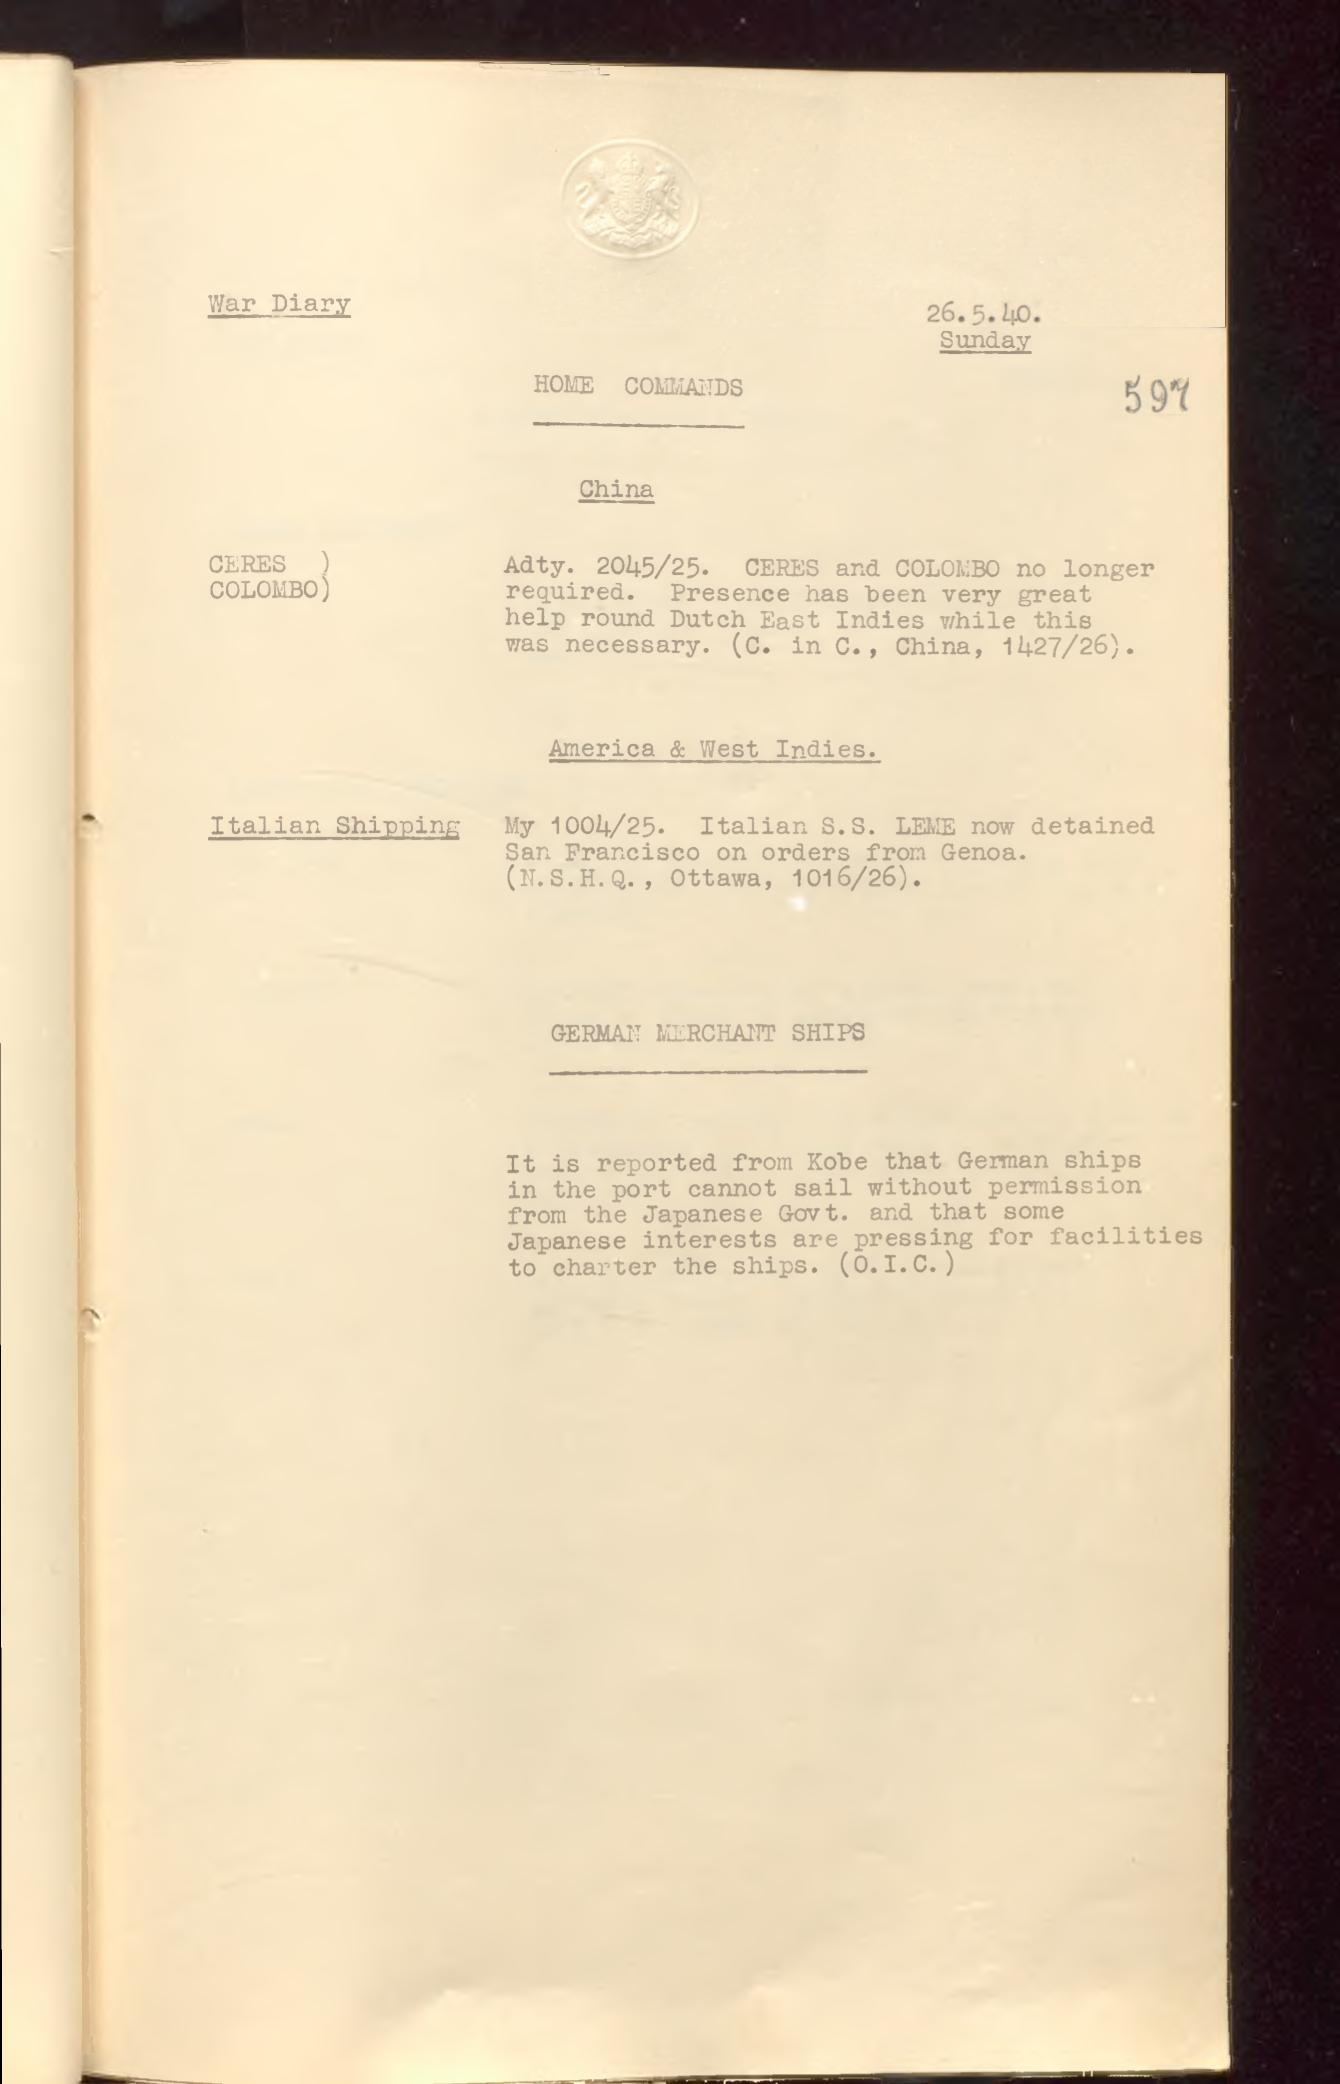 War Diary
26.5.40.
Sunday
HOME COMMANDS
597
China
CERES )
COLOMBO)
Adty. 2045/25. CERES and COLOMBO no longer
required. Presence has been very great
help round Dutch East Indies while this
was necessary. (C. in C., China, 1427/26).
America & West Indies.
Italian Shipping
My 1004/25. Italian S.S. LEME now detained
San Francisco on orders from Genoa.
(N.S.H.Q., Ottawa, 1016/26).
GERMAN MERCHANT SHIPS
It is reported from Kobe that German ships
in the port cannot sail without permission
from the Japanese Govt. and that some
Japanese interests are pressing for facilities
to charter the ships. (O.I.C.)